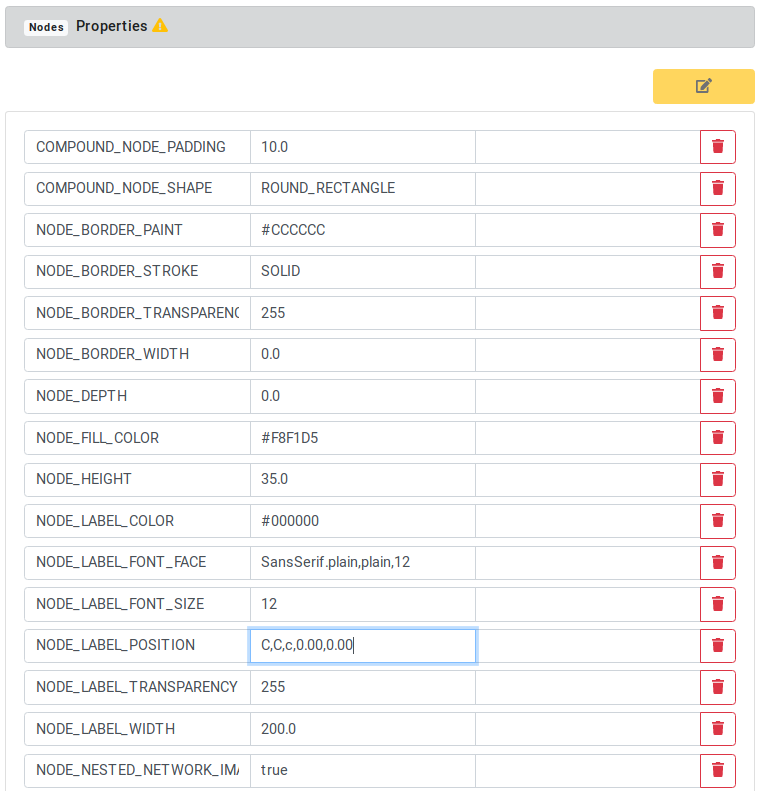 Nodes Properties
COMPOUND_NODE_PADDING 10.0
COMPOUND_NODE_SHAPE ROUND_RECTANGLE
NODE_BORDER_PAINT #CCCCCC
NODE_BORDER_STROKE SOLID
NODE_BORDER_TRANSPARENC 255
NODE_BORDER_WIDTH 0.0
NODE_DEPTH 0.0
NODE_FILL_COLOR #F8F1D5
NODE_HEIGHT 35.0
NODE_LABEL_COLOR #000000
NODE_LABEL_FONT_FACE SansSerif.plain,plain,12
NODE_LABEL_FONT_SIZE 12
NODE_LABEL_POSITION C,C,c,0.00,0.00
NODE_LABEL_TRANSPARENCY 255
NODE_LABEL_WIDTH 200.0
NODE_NESTED_NETWORK_IMA true